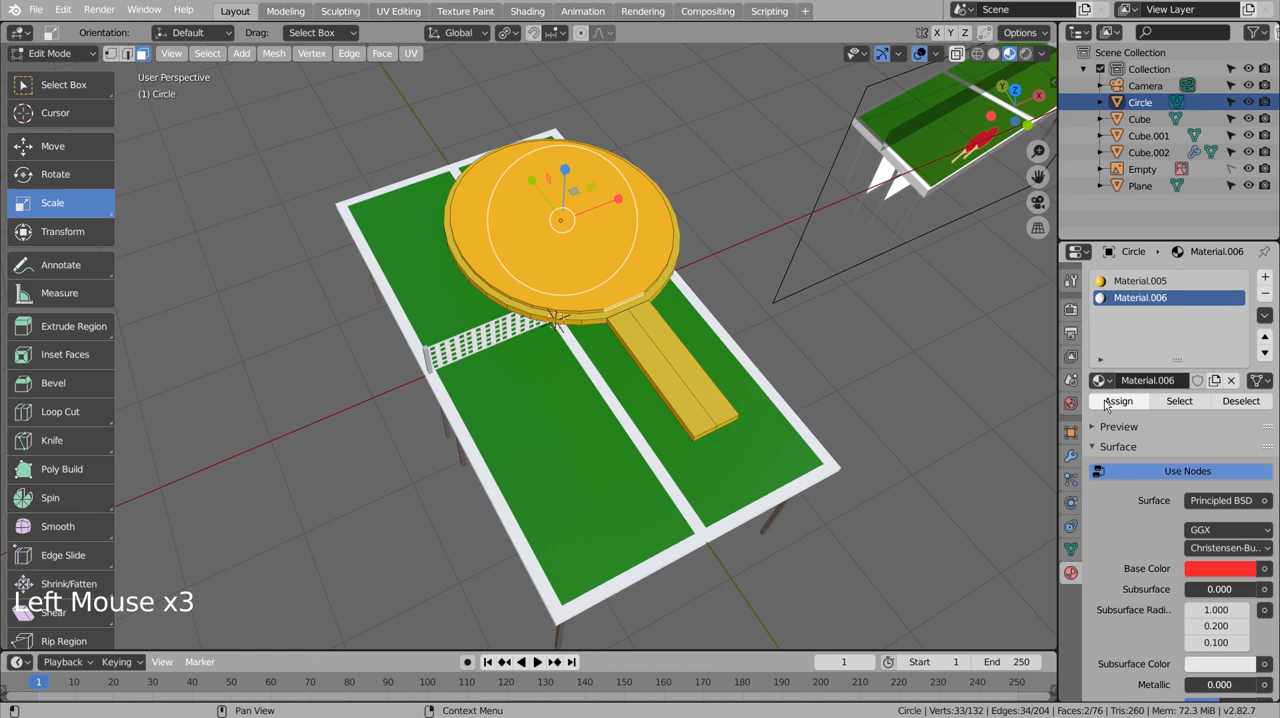 File Edit Render Window Help Layout Modeling Sculpting UV Editing Texture Paint Shading Animation Rendering Compositing Scripting + Scene View Layer
Orientation: Default Drag: Select Box Global X Y Z Options
Edit Mode View Select Add Mesh Vertex Edge Face UV
User Perspective
(1) Circle
Select Box
Cursor
Move
Rotate
Scale
Transform
Annotate
Measure
Extrude Region
Inset Faces
Bevel
Loop Cut
Knife
Poly Build
Spin
Smooth
Edge Slide
Shrink/Fatten
Shear
Rip Region
Left Mouse x3
Y Z X
Scene Collection
Collection
Camera
Circle
Cube
Cube.001
Cube.002
Empty
Plane
Circle Material.006
Material.005
Material.006
Material.006
Assign Select Deselect
Preview
Surface
Use Nodes
Surface Principled BSD
GGX
Christensen-Bu..
Base Color
Subsurface 0.000
Subsurface Radi.. 1.000
0.200
0.100
Subsurface Color
Metallic 0.000
Playback Keying View Marker 1 Start 1 End 250
1 10 20 30 40 50 60 70 80 90 100 110 120 130 140 150 160 170 180 190 200 210 220 230 240 250
Pan View Context Menu Circle | Verts:33/132 | Edges:34/204 | Faces:2/76 | Tris:260 | Mem: 72.3 MiB | v2.82.7